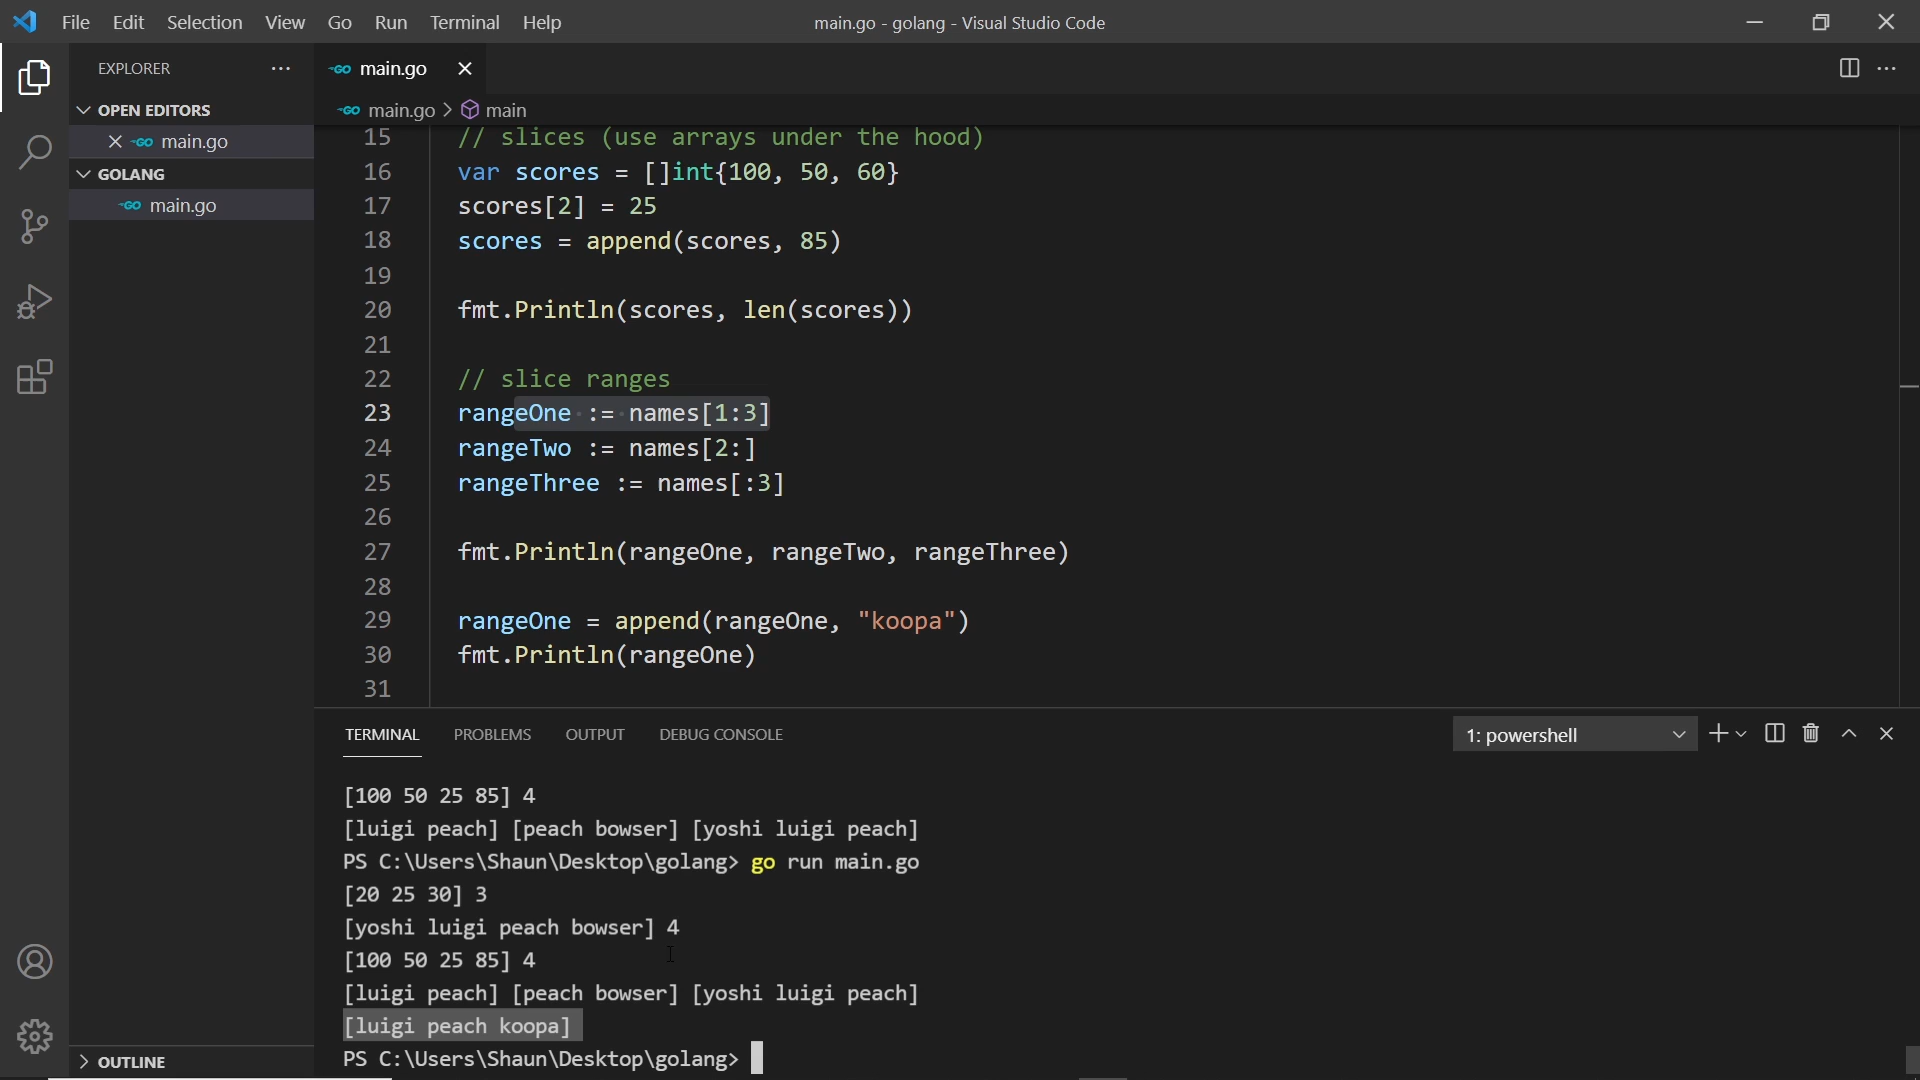 File Edit Selection View Go Run Terminal Help
main.go - golang - Visual Studio Code
EXPLORER
OPEN EDITORS
main.go
GOLANG
main.go
OUTLINE
main.go
main.go > main
15 // slices (use arrays under the hood)
16 var scores = []int{100, 50, 60}
17 scores[2] = 25
18 scores = append(scores, 85)
19
20 fmt.Println(scores, len(scores))
21
22 // slice ranges
23 rangeOne := names[1:3]
24 rangeTwo := names[2:]
25 rangeThree := names[:3]
26
27 fmt.Println(rangeOne, rangeTwo, rangeThree)
28
29 rangeOne = append(rangeOne, "koopa")
30 fmt.Println(rangeOne)
31
TERMINAL PROBLEMS OUTPUT DEBUG CONSOLE
1: powershell
[100 50 25 85] 4
[luigi peach] [peach bowser] [yoshi luigi peach]
PS C:\Users\Shaun\Desktop\golang> go run main.go
[20 25 30] 3
[yoshi luigi peach bowser] 4
[100 50 25 85] 4
[luigi peach] [peach bowser] [yoshi luigi peach]
[luigi peach koopa]
PS C:\Users\Shaun\Desktop\golang>